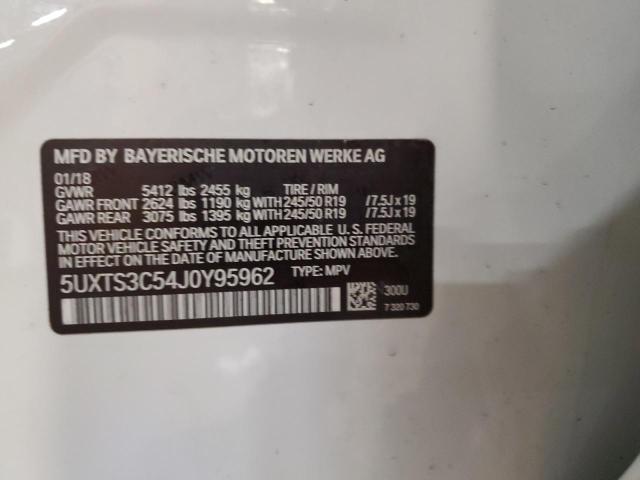 MFD BY BAYERISCHE MOTOREN WERKE AG
01/18
GVWR 5412 lbs 2455 kg TIRE / RIM
GAWR FRONT 2624 lbs 1190 kg WITH 245/50 R19 /7.5J x 19
GAWR REAR 3075 lbs 1395 kg WITH 245/50 R19 /7.5J x 19
THIS VEHICLE CONFORMS TO ALL APPLICABLE U. S. FEDERAL
MOTOR VEHICLE SAFETY AND THEFT PREVENTION STANDARDS
IN EFFECT ON THE DATE OF MANUFACTURE SHOWN ABOVE.
5UXTS3C54J0Y95962 TYPE: MPV
300U
7 320 730